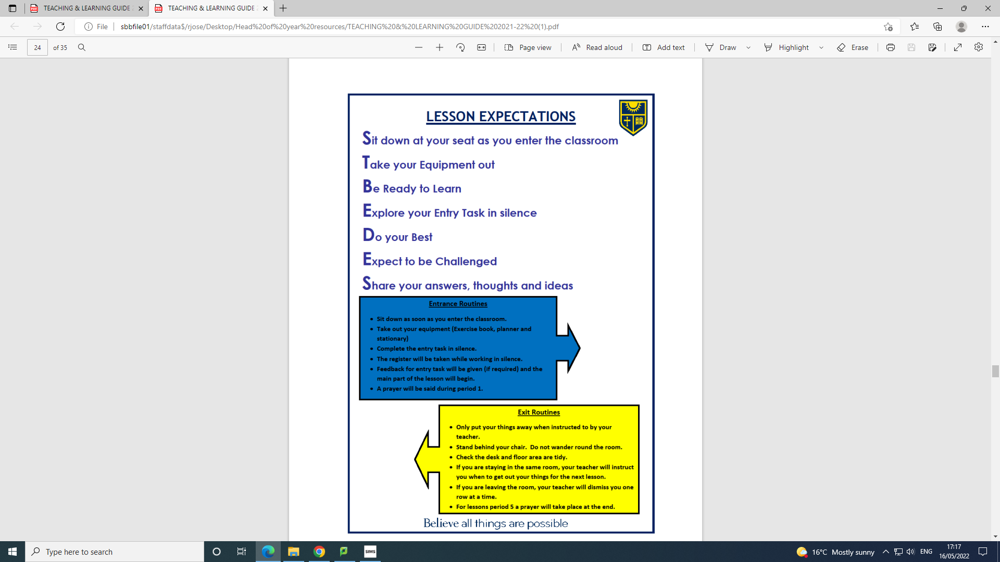 TEACHING & LEARNING GUIDE 2
TEACHING & LEARNING GUIDE 2
File
sbbfile01/staffdata$/rjose/Desktop/Head%20of%20year%20resources/TEACHING%20&%20LEARNING%20GUIDE%202021-22%20(1).pdf
24 of 35
Page view
Read aloud
Add text
Draw
Highlight
Erase
LESSON EXPECTATIONS
Sit down at your seat as you enter the classroom
Take your Equipment out
Be Ready to Learn
Explore your Entry Task in silence
Do your Best
Expect to be Challenged
Share your answers, thoughts and ideas
Entrance Routines
• Sit down as soon as you enter the classroom.
• Take out your equipment (Exercise book, planner and
stationary)
• Complete the entry task in silence.
• The register will be taken while working in silence.
• Feedback for entry task will be given (if required) and the
main part of the lesson will begin.
• A prayer will be said during period 1.
Exit Routines
• Only put your things away when instructed to by your
teacher.
• Stand behind your chair. Do not wander round the room.
• Check the desk and floor area are tidy.
• If you are staying in the same room, your teacher will instruct
you when to get out your things for the next lesson.
• If you are leaving the room, your teacher will dismiss you one
row at a time.
• For lessons period 5 a prayer will take place at the end.
Believe all things are possible
Type here to search
SIMS
16°C Mostly sunny
ENG
17:17
16/05/2022